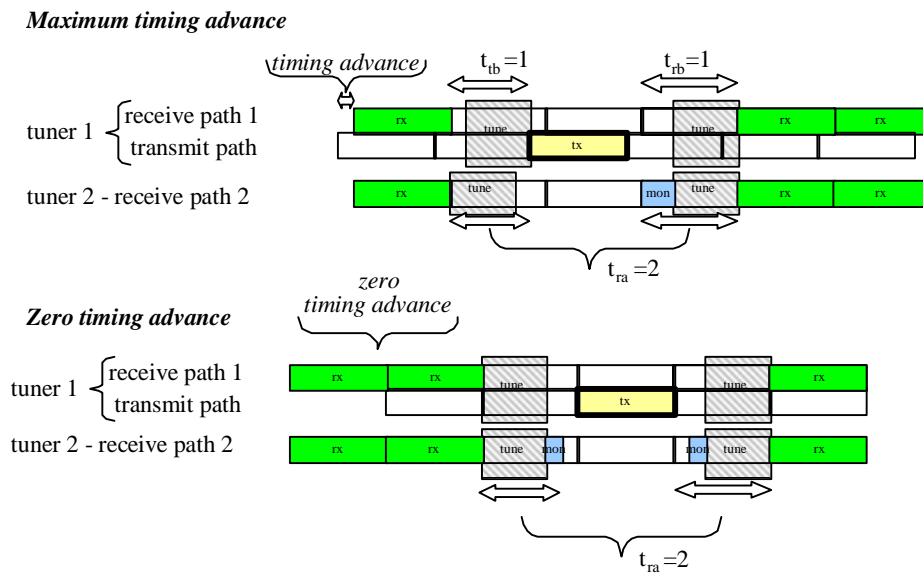 Maximum timing advance
timing advance
t_tb =1
t_rb =1
tuner 1 receive path 1
rx tune tune rx rx
transmit path
tx
tuner 2 - receive path 2
rx tune mon tune rx rx
t_ra =2
zero
timing advance
Zero timing advance
tuner 1 receive path 1
rx rx tune tune rx
transmit path
tx
tuner 2 - receive path 2
rx rx tune mon mon tune rx
t_ra =2